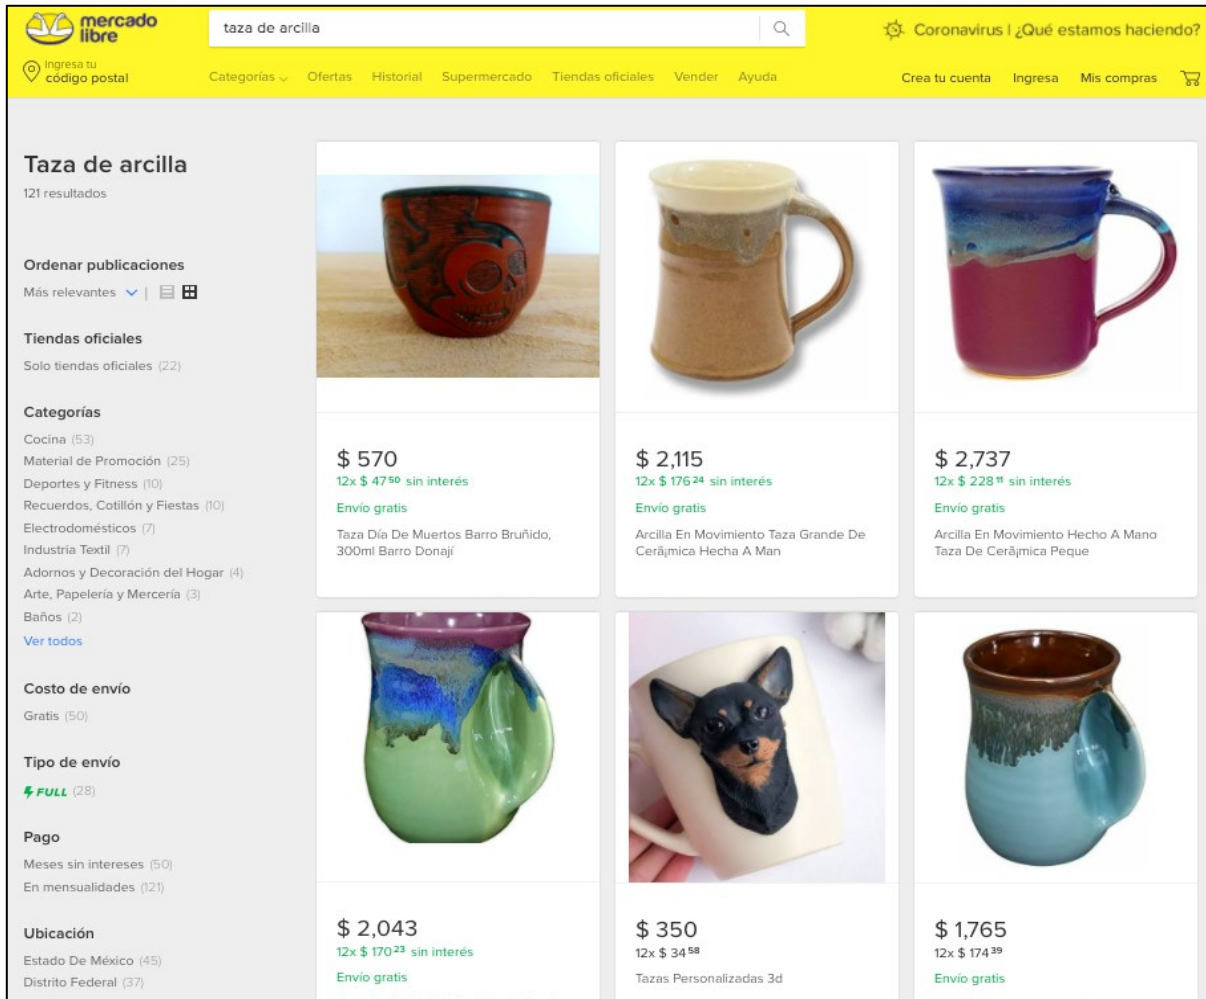 mercado
libre
taza de arcilla
Coronavirus | ¿Qué estamos haciendo?
Ingresa tu
código postal
Categorías
Ofertas
Historial
Supermercado
Tiendas oficiales
Vender
Ayuda
Crea tu cuenta
Ingresa
Mis compras
Taza de arcilla
121 resultados
Ordenar publicaciones
Más relevantes |
Tiendas oficiales
Solo tiendas oficiales (22)
Categorías
Cocina (53)
Material de Promoción (25)
Deportes y Fitness (10)
Recuerdos, Cotillón y Fiestas (10)
Electrodomésticos (7)
Industria Textil (7)
Adornos y Decoración del Hogar (4)
Arte, Papelería y Mercería (3)
Baños (2)
Ver todos
Costo de envío
Gratis (50)
Tipo de envío
FULL (28)
Pago
Meses sin intereses (50)
En mensualidades (121)
Ubicación
Estado De México (45)
Distrito Federal (37)
$ 570
12x $ 47 50 sin interés
Envío gratis
Taza Día De Muertos Barro Bruñido,
300ml Barro Donají
$ 2,115
12x $ 176 24 sin interés
Envío gratis
Arcilla En Movimiento Taza Grande De
Cerã¡mica Hecha A Man
$ 2,737
12x $ 228 11 sin interés
Envío gratis
Arcilla En Movimiento Hecho A Mano
Taza De Cerã¡mica Peque
$ 2,043
12x $ 170 23 sin interés
Envío gratis
$ 350
12x $ 34 58
Tazas Personalizadas 3d
$ 1,765
12x $ 174 39
Envío gratis